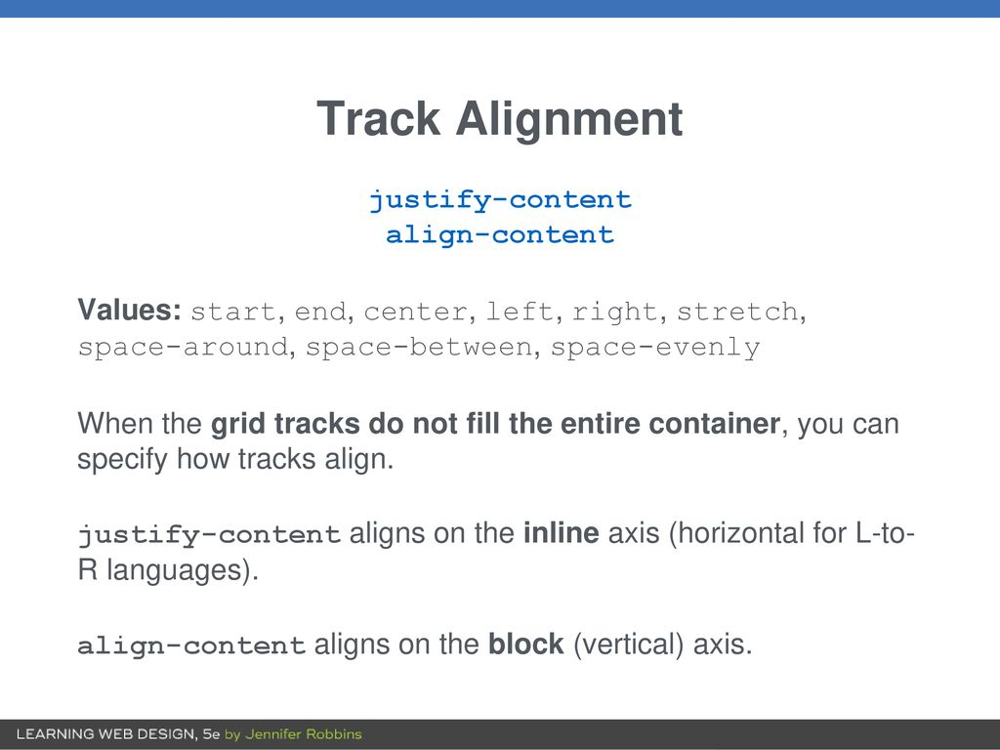 Track Alignment
justify-content
align-content
Values: start, end, center, left, right, stretch,
space-around, space-between, space-evenly
When the grid tracks do not fill the entire container, you can
specify how tracks align.
justify-content aligns on the inline axis (horizontal for L-to-
R languages).
align-content aligns on the block (vertical) axis.
LEARNING WEB DESIGN, 5e by Jennifer Robbins